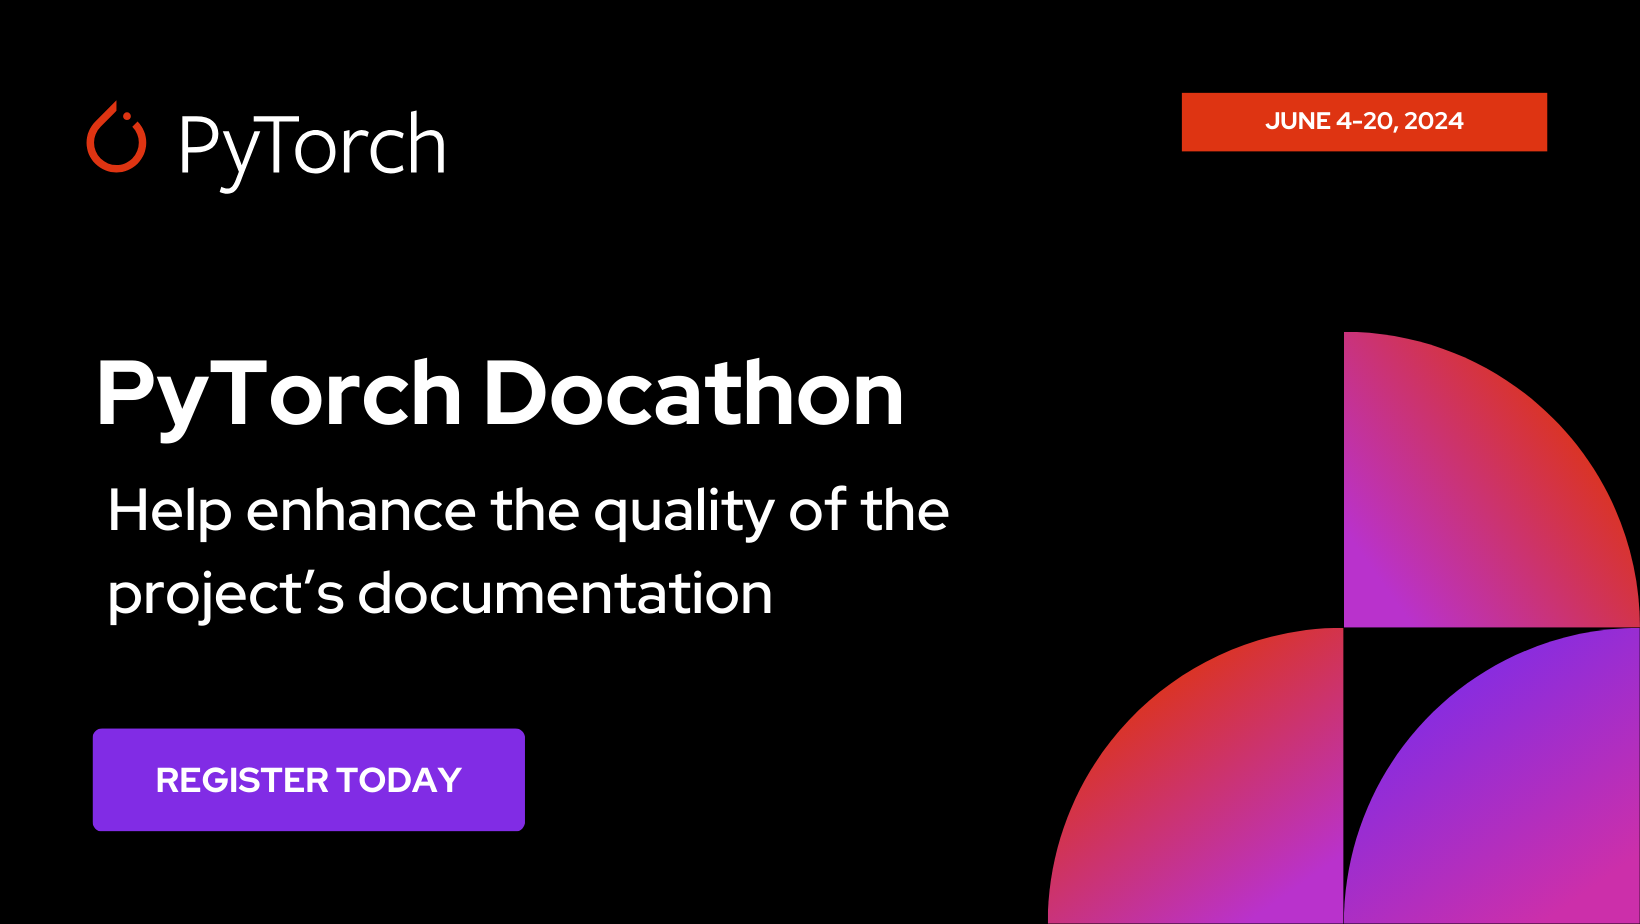 PyTorch
JUNE 4-20, 2024
PyTorch Docathon
Help enhance the quality of the
project’s documentation
REGISTER TODAY